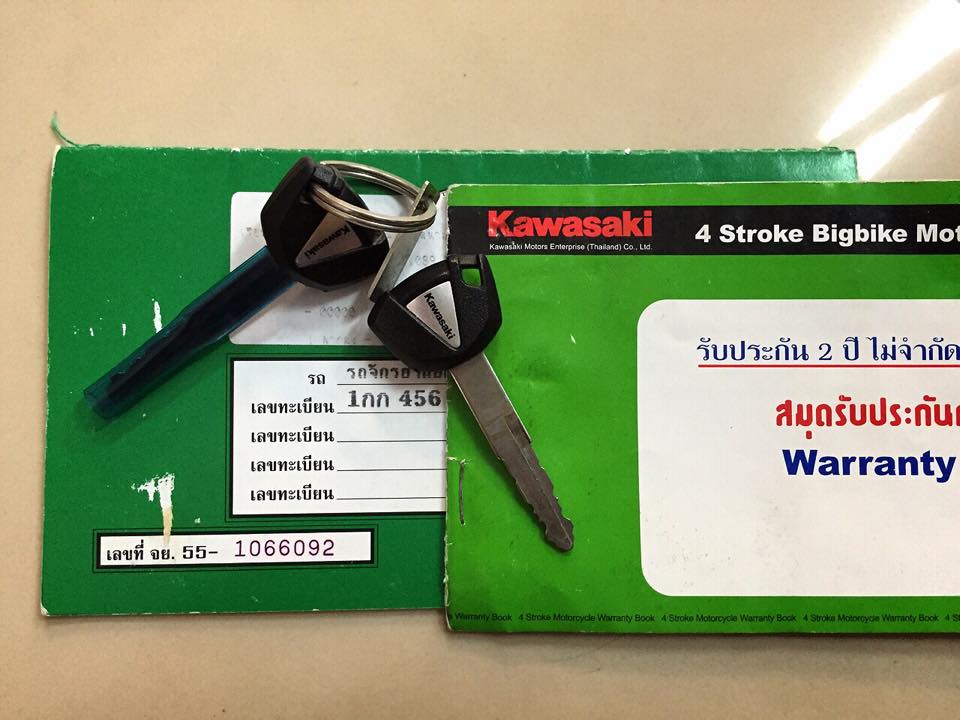 Kawasaki
Kawasaki Motors Enterprise (Thailand) Co., Ltd.
4 Stroke Bigbike Mot
รับประกัน 2 ปี ไม่จำกัด
สมุดรับประกัน
Warranty
Warranty Book 4 Stroke Motorcycle Warranty Book 4 Stroke Motorcycle Warranty Book 4 Stroke Motorcycle Warranty Book 4 S
Kawasaki
Kawasaki
รถ รถจักรยาน
เลขทะเบียน 1กก 456
เลขทะเบียน
เลขทะเบียน
เลขทะเบียน
เลขที่ จย. 55- 1066092